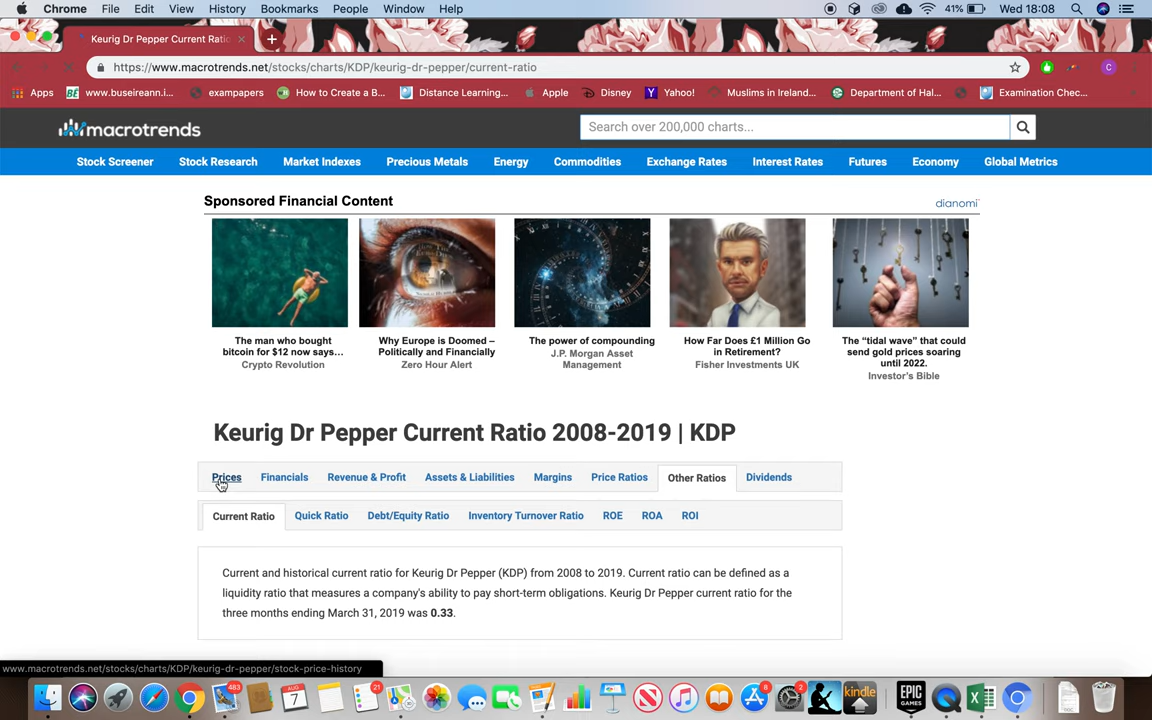 Chrome File Edit View History Bookmarks People Window Help 41% Wed 18:08
Keurig Dr Pepper Current Ratio
https://www.macrotrends.net/stocks/charts/KDP/keurig-dr-pepper/current-ratio C
Apps BE www.buseireann.i... exampapers How to Create a B... Distance Learning... Apple Disney Yahoo! Muslims in Ireland... Department of Hal... Examination Chec...
macrotrends Search over 200,000 charts...
Stock Screener Stock Research Market Indexes Precious Metals Energy Commodities Exchange Rates Interest Rates Futures Economy Global Metrics
Sponsored Financial Content dianomi
The man who bought
bitcoin for $12 now says...
Crypto Revolution
Why Europe is Doomed –
Politically and Financially
Zero Hour Alert
The power of compounding
J.P. Morgan Asset
Management
How Far Does £1 Million Go
in Retirement?
Fisher Investments UK
The “tidal wave” that could
send gold prices soaring
until 2022.
Investor's Bible
Keurig Dr Pepper Current Ratio 2008-2019 | KDP
Prices Financials Revenue & Profit Assets & Liabilities Margins Price Ratios Other Ratios Dividends
Current Ratio Quick Ratio Debt/Equity Ratio Inventory Turnover Ratio ROE ROA ROI
Current and historical current ratio for Keurig Dr Pepper (KDP) from 2008 to 2019. Current ratio can be defined as a
liquidity ratio that measures a company's ability to pay short-term obligations. Keurig Dr Pepper current ratio for the
three months ending March 31, 2019 was 0.33.
www.macrotrends.net/stocks/charts/KDP/keurig-dr-pepper/stock-price-history
483 AUG 7 21 8 2 kindle EPIC GAMES